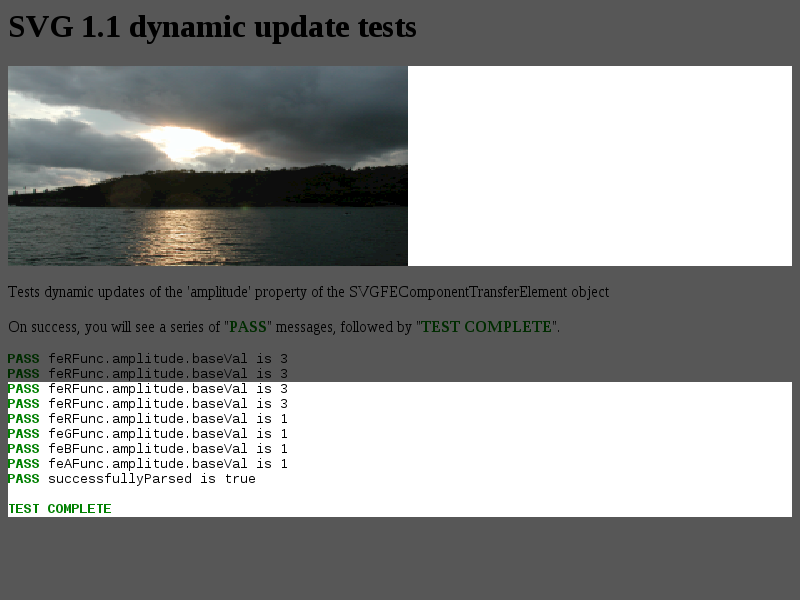 SVG 1.1 dynamic update tests
Tests dynamic updates of the 'amplitude' property of the SVGFEComponentTransferElement object
On success, you will see a series of "PASS" messages, followed by "TEST COMPLETE".
PASS feRFunc.amplitude.baseVal is 3
PASS feRFunc.amplitude.baseVal is 3
PASS feRFunc.amplitude.baseVal is 3
PASS feRFunc.amplitude.baseVal is 3
PASS feRFunc.amplitude.baseVal is 1
PASS feGFunc.amplitude.baseVal is 1
PASS feBFunc.amplitude.baseVal is 1
PASS feAFunc.amplitude.baseVal is 1
PASS successfullyParsed is true
TEST COMPLETE